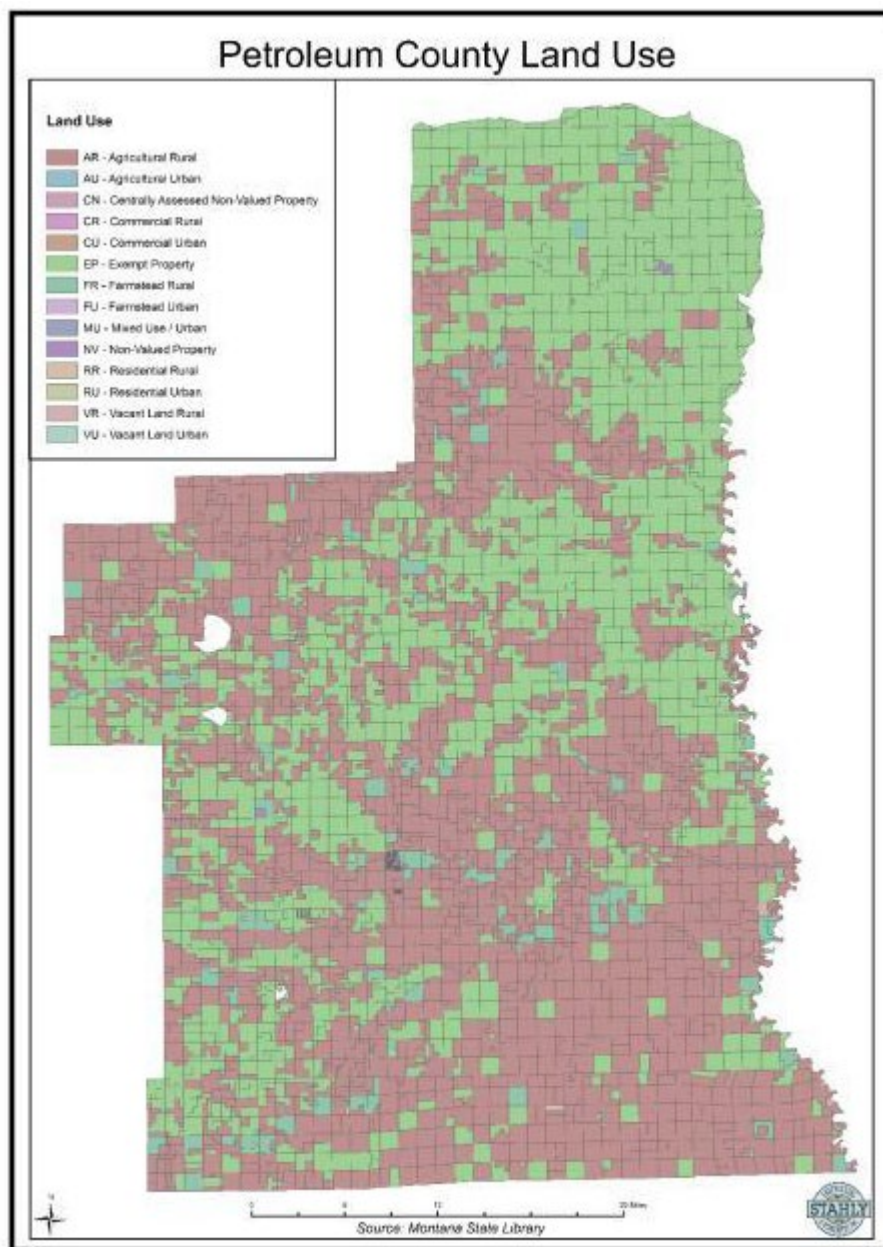 Petroleum County Land Use
Land Use
AR - Agricultural Rural
AU - Agricultural Urban
CN - Centrally Assessed Non-Valued Property
CR - Commercial Rural
CU - Commercial Urban
EP - Exempt Property
FR - Farmstead Rural
FU - Farmstead Urban
MU - Mixed Use / Urban
NV - Non-Valued Property
RR - Residential Rural
RU - Residential Urban
VR - Vacant Land Rural
VU - Vacant Land Urban
0 12 Miles
Source: Montana State Library
STAHLY